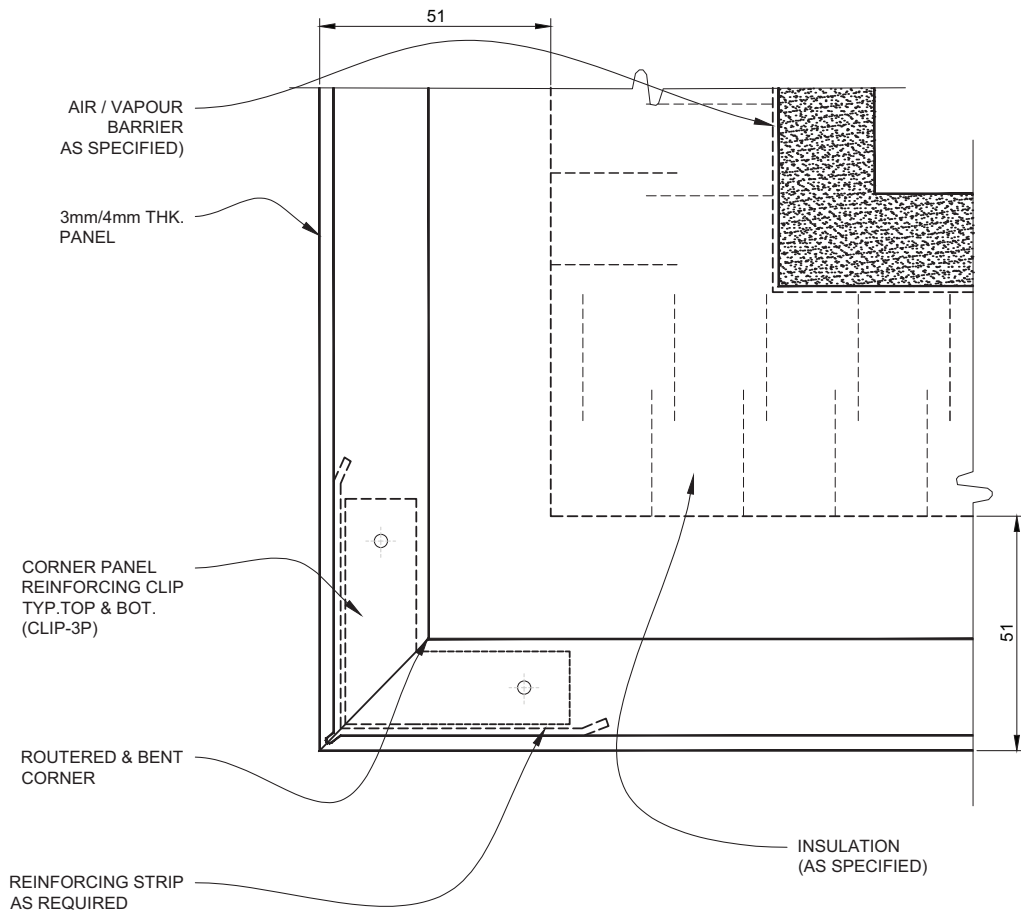 51
AIR / VAPOUR
BARRIER
AS SPECIFIED)
3mm/4mm THK.
PANEL
CORNER PANEL
REINFORCING CLIP
TYP.TOP & BOT.
(CLIP-3P)
51
ROUTERED & BENT
CORNER
INSULATION
(AS SPECIFIED)
REINFORCING STRIP
AS REQUIRED